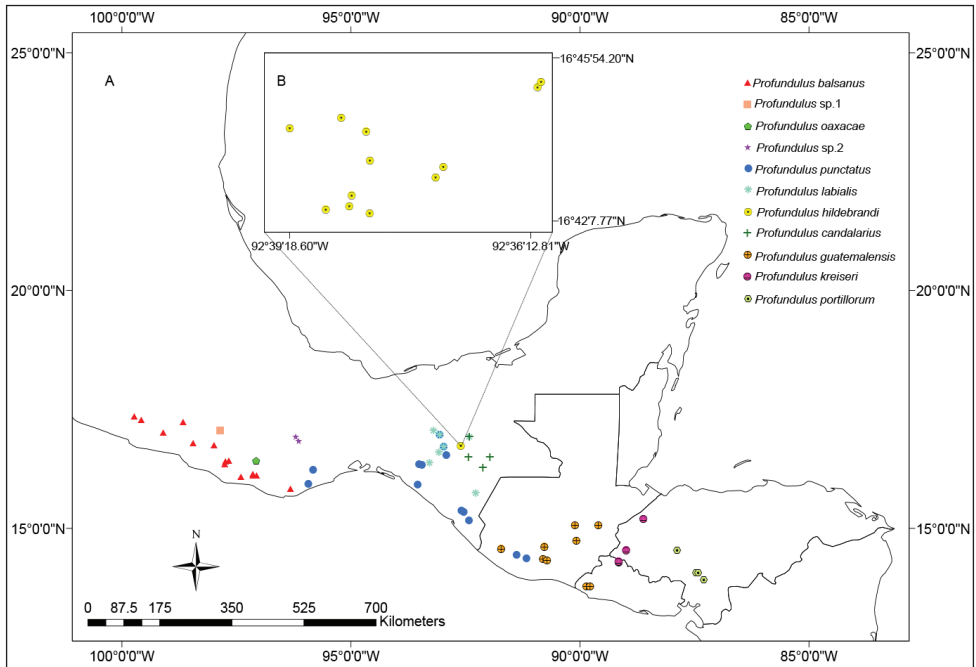 100°0'0"W 95°0'0"W 90°0'0"W 85°0'0"W
25°0'0"N 25°0'0"N
A
B
16°45'54.20"N
16°42'7.77"N
92°39'18.60"W 92°36'12.81"W
Profundulus balsanus
Profundulus sp.1
Profundulus oaxacae
Profundulus sp.2
Profundulus punctatus
Profundulus labialis
Profundulus hildebrandi
Profundulus candalarius
Profundulus guatemalensis
Profundulus kreiseri
Profundulus portillorum
20°0'0"N 20°0'0"N
15°0'0"N 15°0'0"N
N
0 87.5 175 350 525 700
Kilometers
100°0'0"W 95°0'0"W 90°0'0"W 85°0'0"W